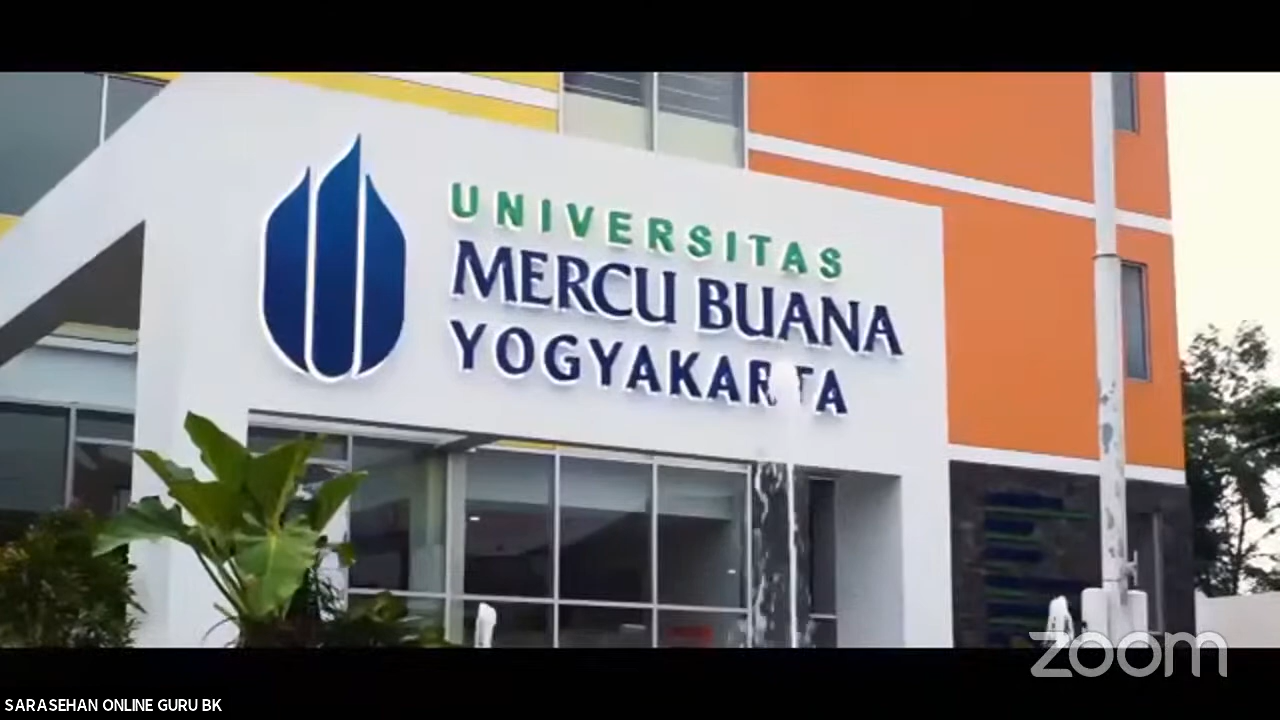 UNIVERSITAS
MERCU BUANA
YOGYAKARTA
zoom
SARASEHAN ONLINE GURU BK